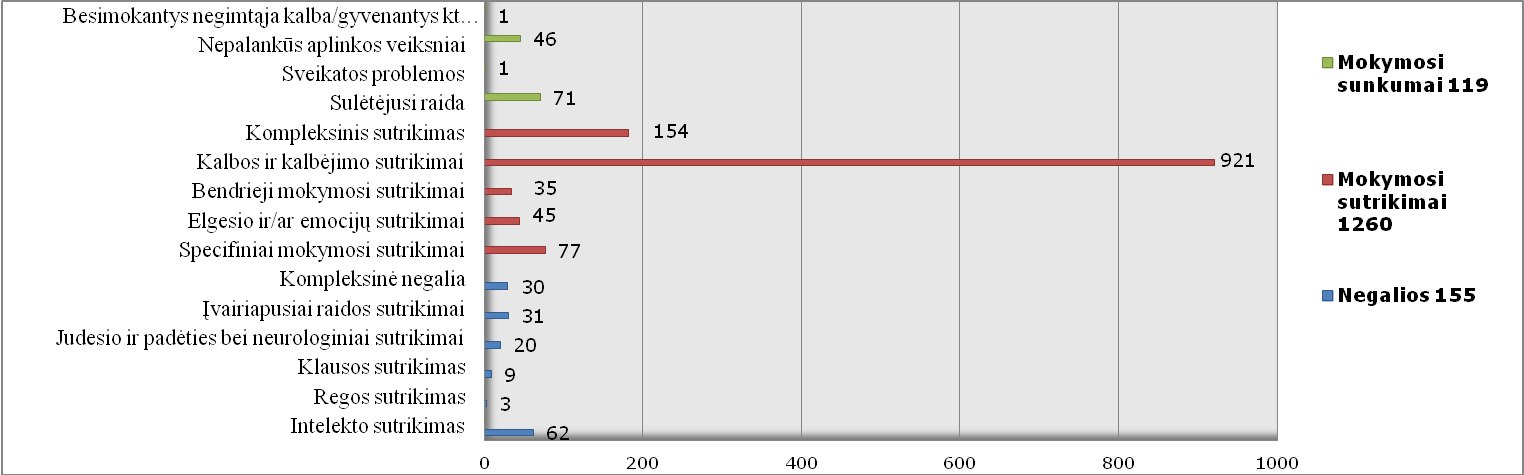 Besimokantys negimtąja kalba/gyvenantys kt... 1
Nepalankūs aplinkos veiksniai 46
Sveikatos problemos 1
Sulėtėjusi raida 71
Kompleksinis sutrikimas 154
Kalbos ir kalbėjimo sutrikimai 921
Bendrieji mokymosi sutrikimai 35
Elgesio ir/ar emocijų sutrikimai 45
Specifiniai mokymosi sutrikimai 77
Kompleksinė negalia 30
Įvairiapusiai raidos sutrikimai 31
Judesio ir padėties bei neurologiniai sutrikimai 20
Klausos sutrikimas 9
Regos sutrikimas 3
Intelekto sutrikimas 62
0 200 400 600 800 1000
Mokymosi
sunkumai 119
Mokymosi
sutrikimai
1260
Negalios 155